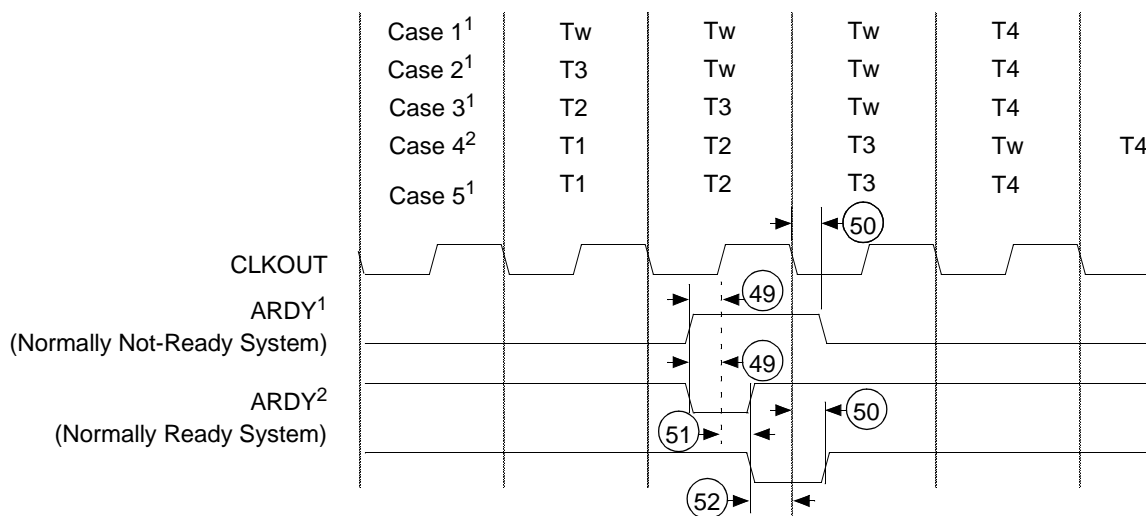 Case 1¹ Tw Tw Tw T4
Case 2¹ T3 Tw Tw T4
Case 3¹ T2 T3 Tw T4
Case 4² T1 T2 T3 Tw T4
Case 5¹ T1 T2 T3 T4
50
CLKOUT
49
ARDY¹
(Normally Not-Ready System)
49
ARDY²
50
(Normally Ready System)
51
52